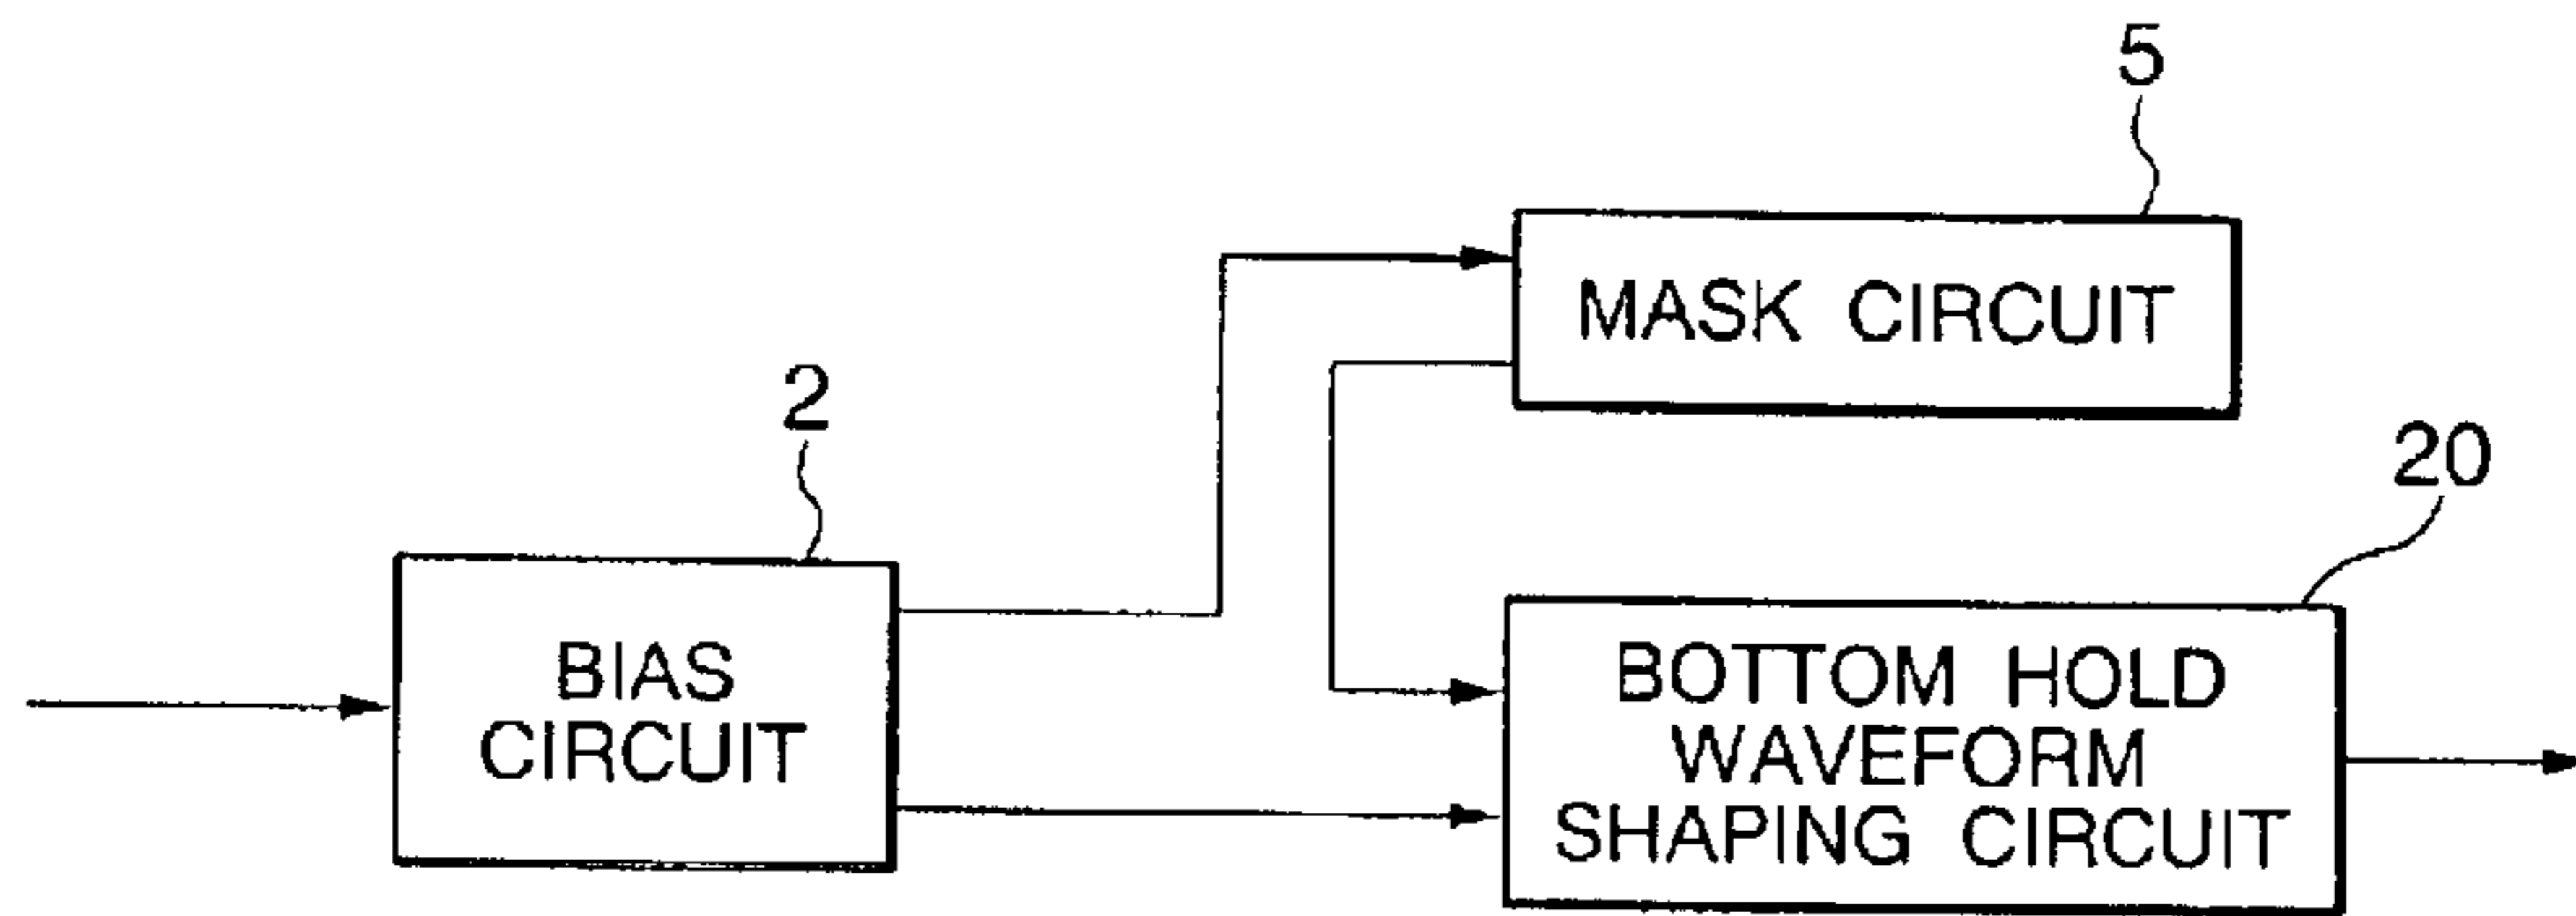 5
MASK CIRCUIT
2
20
BIAS
CIRCUIT
BOTTOM HOLD
WAVEFORM
SHAPING CIRCUIT